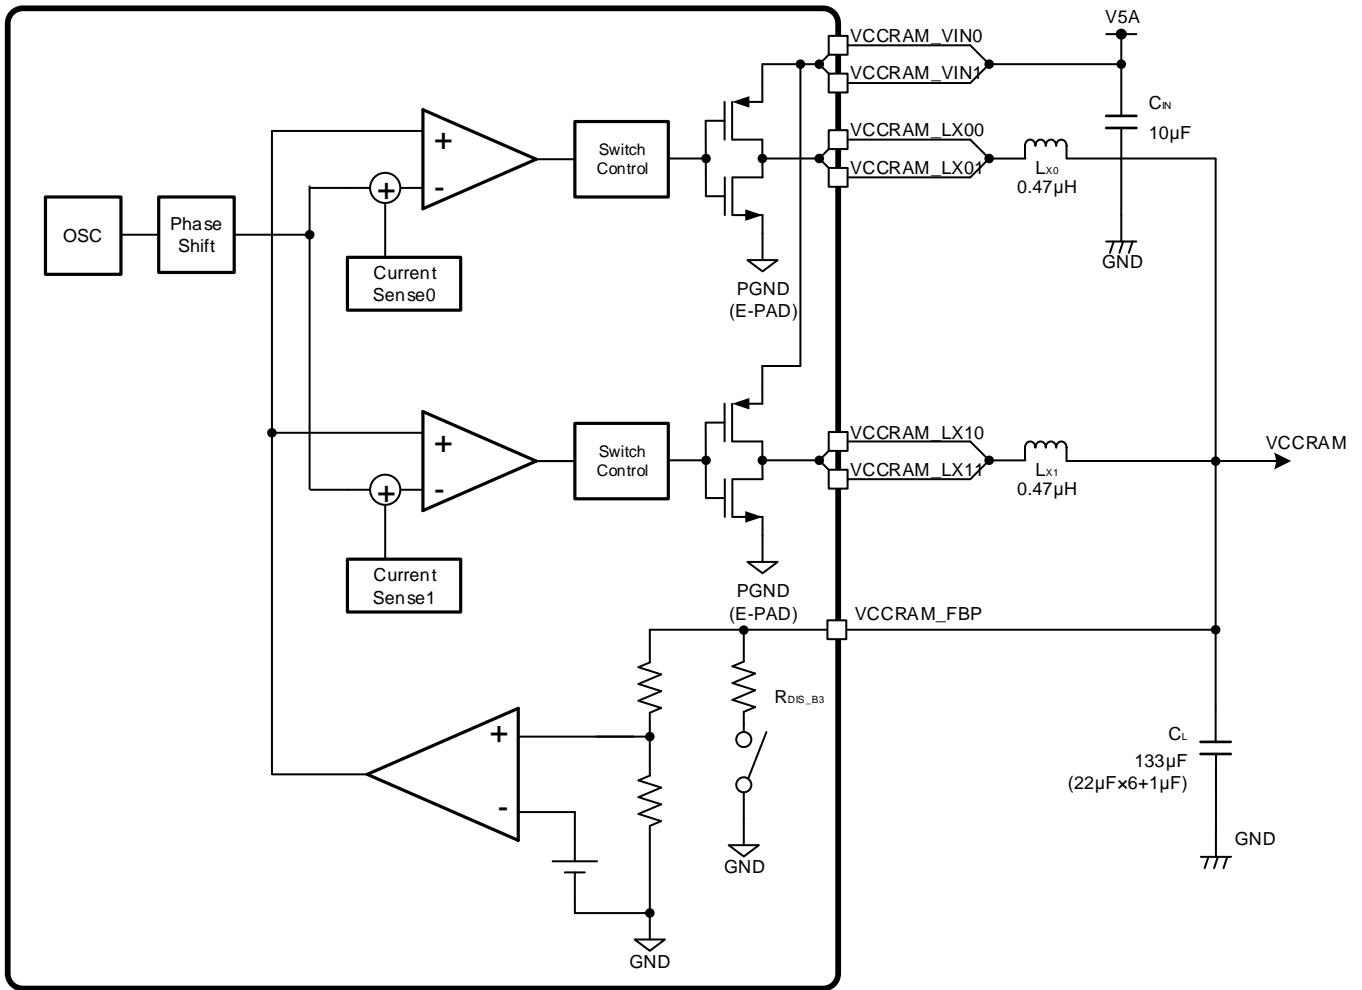 V5A
VCCRAM_VIN0
VCCRAM_VIN1
CIN
10µF
VCCRAM_LX00
VCCRAM_LX01
LX0
0.47µH
GND
+
-
Switch
Control
OSC
Phase
Shift
+
Current
Sense0
PGND
(E-PAD)
+
-
Switch
Control
VCCRAM_LX10
VCCRAM_LX11
LX1
0.47µH
VCCRAM
+
Current
Sense1
PGND
(E-PAD)
VCCRAM_FBP
RDIS_B3
+
-
CL
133µF
(22µF×6+1µF)
GND
GND
GND